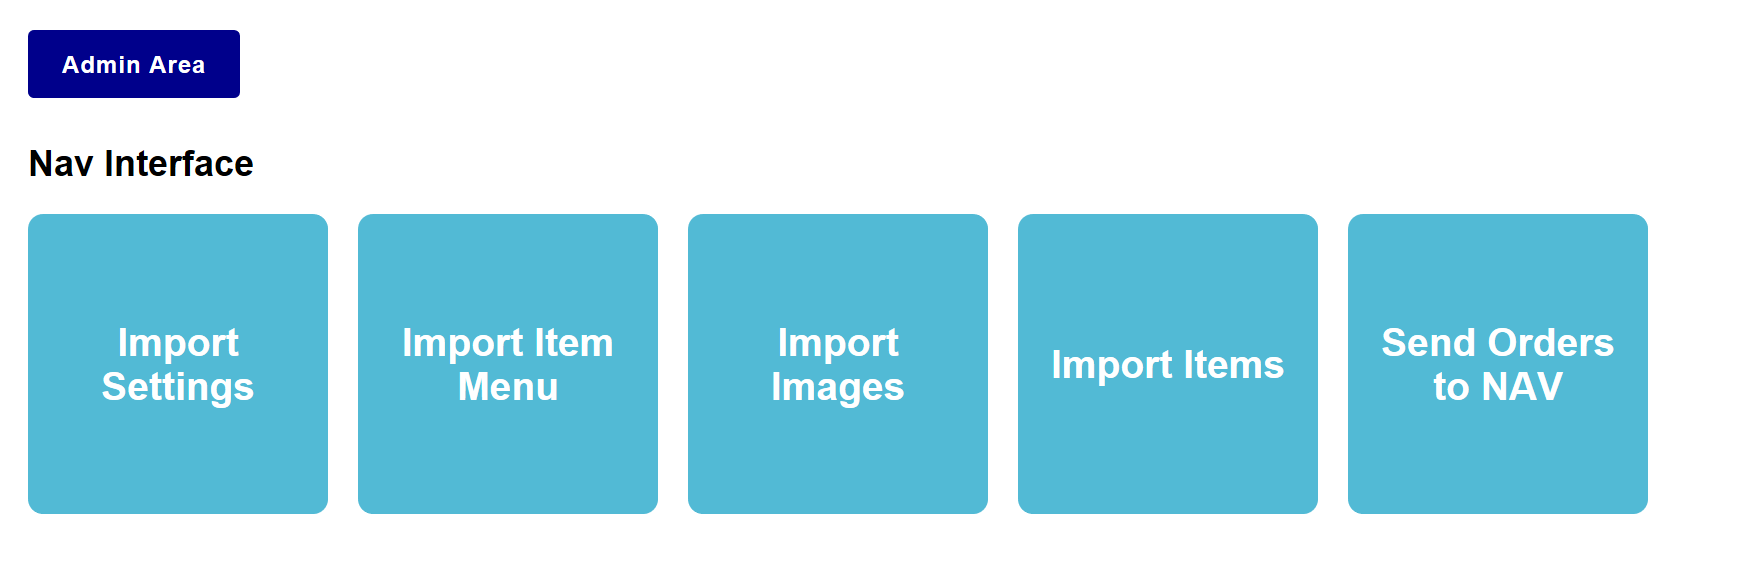 Admin Area
Nav Interface
Import
Settings
Import Item
Menu
Import
Images
Import Items
Send Orders
to NAV